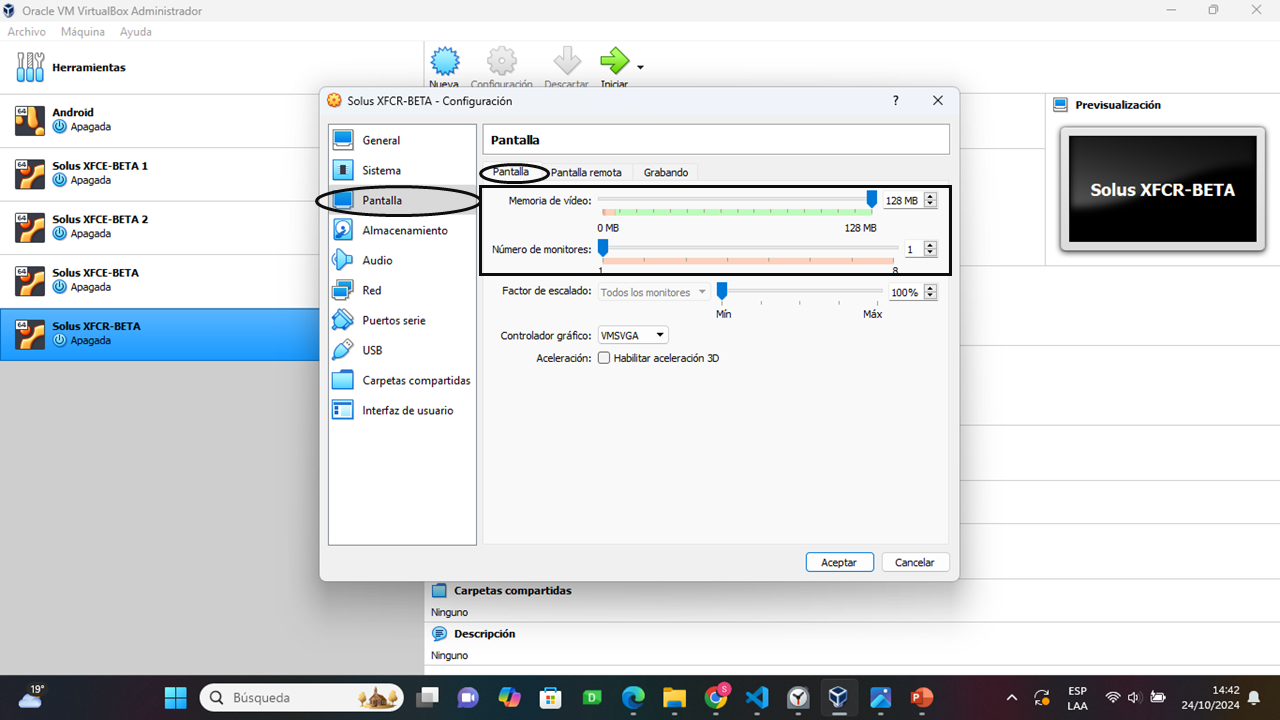 Oracle VM VirtualBox Administrador
Archivo Máquina Ayuda
Herramientas
Nueva Configuración Descartar Iniciar
64 Android
Apagada
64 Solus XFCE-BETA 1
Apagada
64 Solus XFCE-BETA 2
Apagada
64 Solus XFCE-BETA
Apagada
64 Solus XFCR-BETA
Apagada
Solus XFCR-BETA - Configuración ?
General
Sistema
Pantalla
Almacenamiento
Audio
Red
Puertos serie
USB
Carpetas compartidas
Interfaz de usuario
Pantalla
Pantalla Pantalla remota Grabando
Memoria de vídeo: 128 MB
0 MB 128 MB
Número de monitores: 1
1 8
Factor de escalado: Todos los monitores 100%
Mín Máx
Controlador gráfico: VMSVGA
Aceleración: Habilitar aceleración 3D
Aceptar Cancelar
Previsualización
Solus XFCR-BETA
Carpetas compartidas
Ninguno
Descripción
Ninguno
19°
Búsqueda
D
S
P
ESP
LAA
14:42
24/10/2024